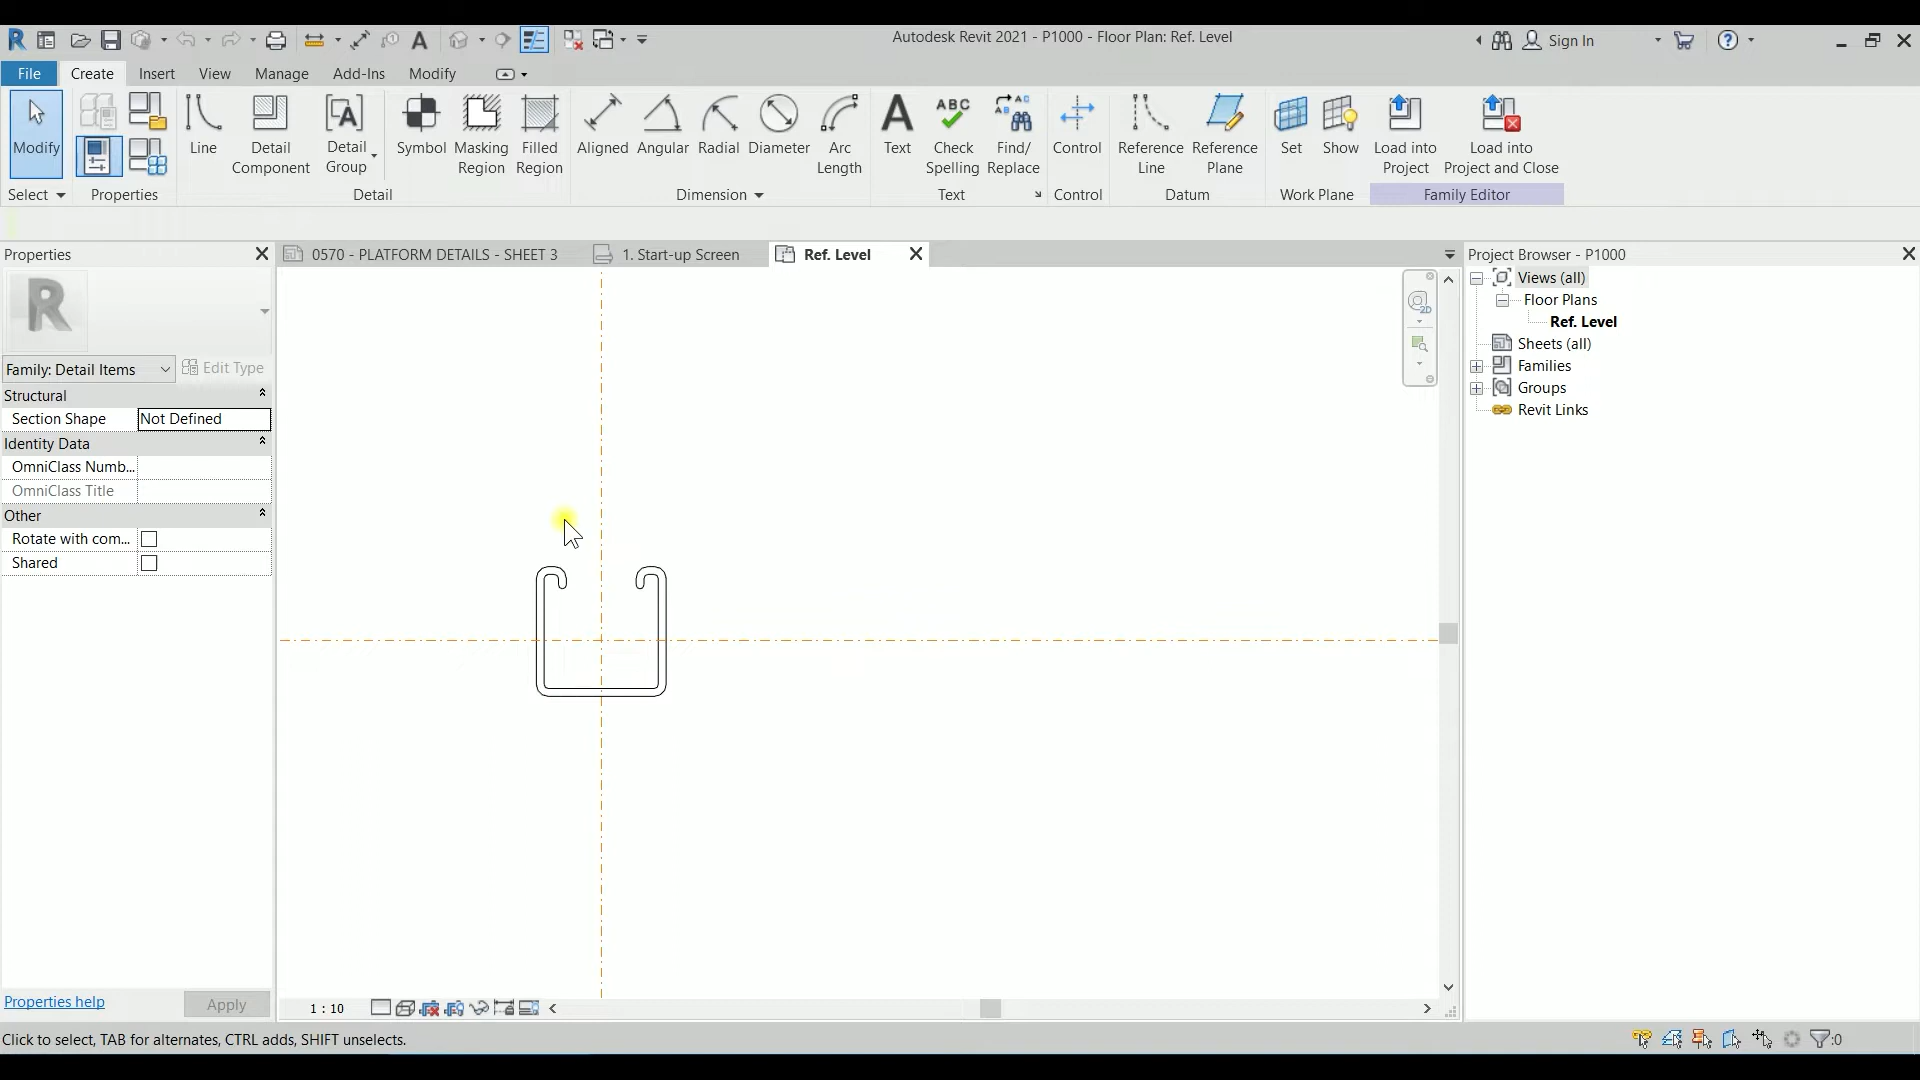 Autodesk Revit 2021 - P1000 - Floor Plan: Ref. Level
Sign In
File
Create
Insert
View
Manage
Add-Ins
Modify
Modify
Line
Detail Component
Detail Group
Symbol
Masking Region
Filled Region
Aligned
Angular
Radial
Diameter
Arc Length
Text
ABC
Check Spelling
Find/ Replace
Control
Reference Line
Reference Plane
Set
Show
Load into Project
Load into Project and Close
Select
Properties
Detail
Dimension
Text
Control
Datum
Work Plane
Family Editor
Properties
0570 - PLATFORM DETAILS - SHEET 3
1. Start-up Screen
Ref. Level
Project Browser - P1000
Views (all)
Floor Plans
Ref. Level
Sheets (all)
Families
Groups
Revit Links
Family: Detail Items
Edit Type
Structural
Section Shape
Not Defined
Identity Data
OmniClass Numb...
OmniClass Title
Other
Rotate with com...
Shared
Properties help
Apply
1 : 10
Click to select, TAB for alternates, CTRL adds, SHIFT unselects.
:0